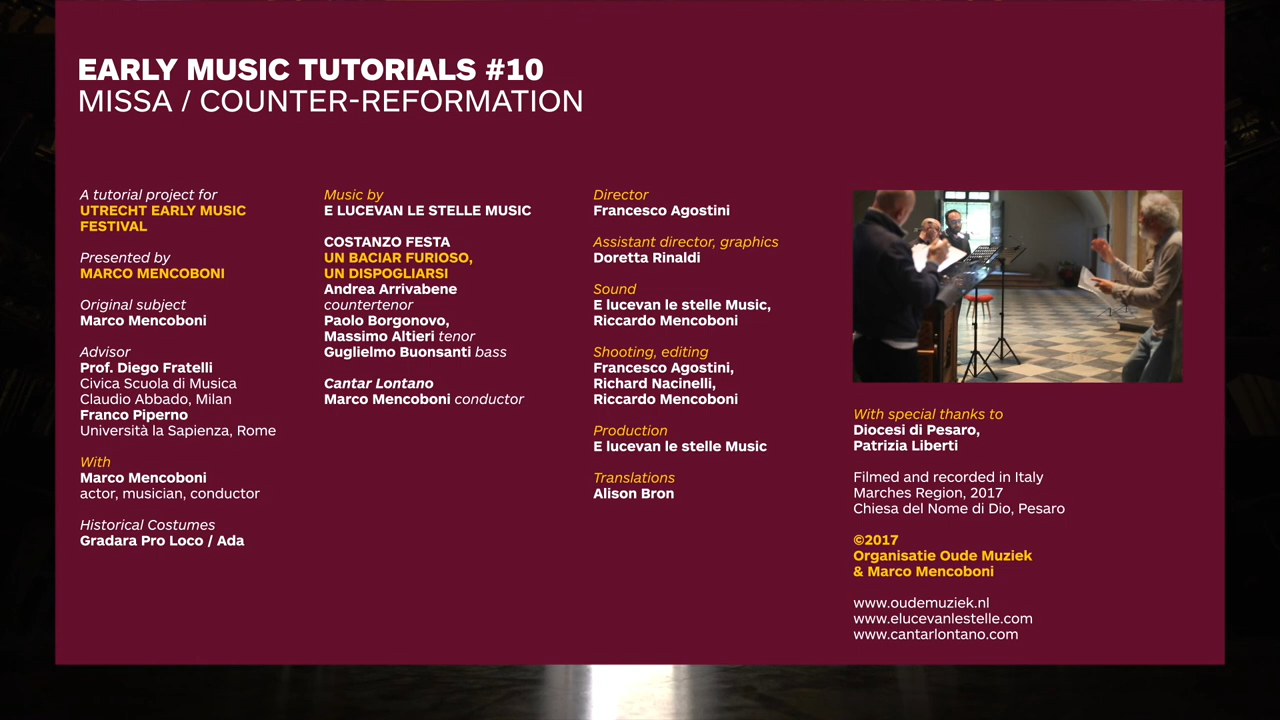 EARLY MUSIC TUTORIALS #10
MISSA / COUNTER-REFORMATION
A tutorial project for
UTRECHT EARLY MUSIC
FESTIVAL
Presented by
MARCO MENCOBONI
Original subject
Marco Mencoboni
Advisor
Prof. Diego Fratelli
Civica Scuola di Musica
Claudio Abbado, Milan
Franco Piperno
Università la Sapienza, Rome
With
Marco Mencoboni
actor, musician, conductor
Historical Costumes
Gradara Pro Loco / Ada
Music by
E LUCEVAN LE STELLE MUSIC
COSTANZO FESTA
UN BACIAR FURIOSO,
UN DISPOGLIARSI
Andrea Arrivabene
countertenor
Paolo Borgonovo,
Massimo Altieri tenor
Guglielmo Buonsanti bass
Cantar Lontano
Marco Mencoboni conductor
Director
Francesco Agostini
Assistant director, graphics
Doretta Rinaldi
Sound
E lucevan le stelle Music,
Riccardo Mencoboni
Shooting, editing
Francesco Agostini,
Richard Nacinelli,
Riccardo Mencoboni
Production
E lucevan le stelle Music
Translations
Alison Bron
With special thanks to
Diocesi di Pesaro,
Patrizia Liberti
Filmed and recorded in Italy
Marches Region, 2017
Chiesa del Nome di Dio, Pesaro
©2017
Organisatie Oude Muziek
& Marco Mencoboni
www.oudemuziek.nl
www.elucevanlestelle.com
www.cantarlontano.com